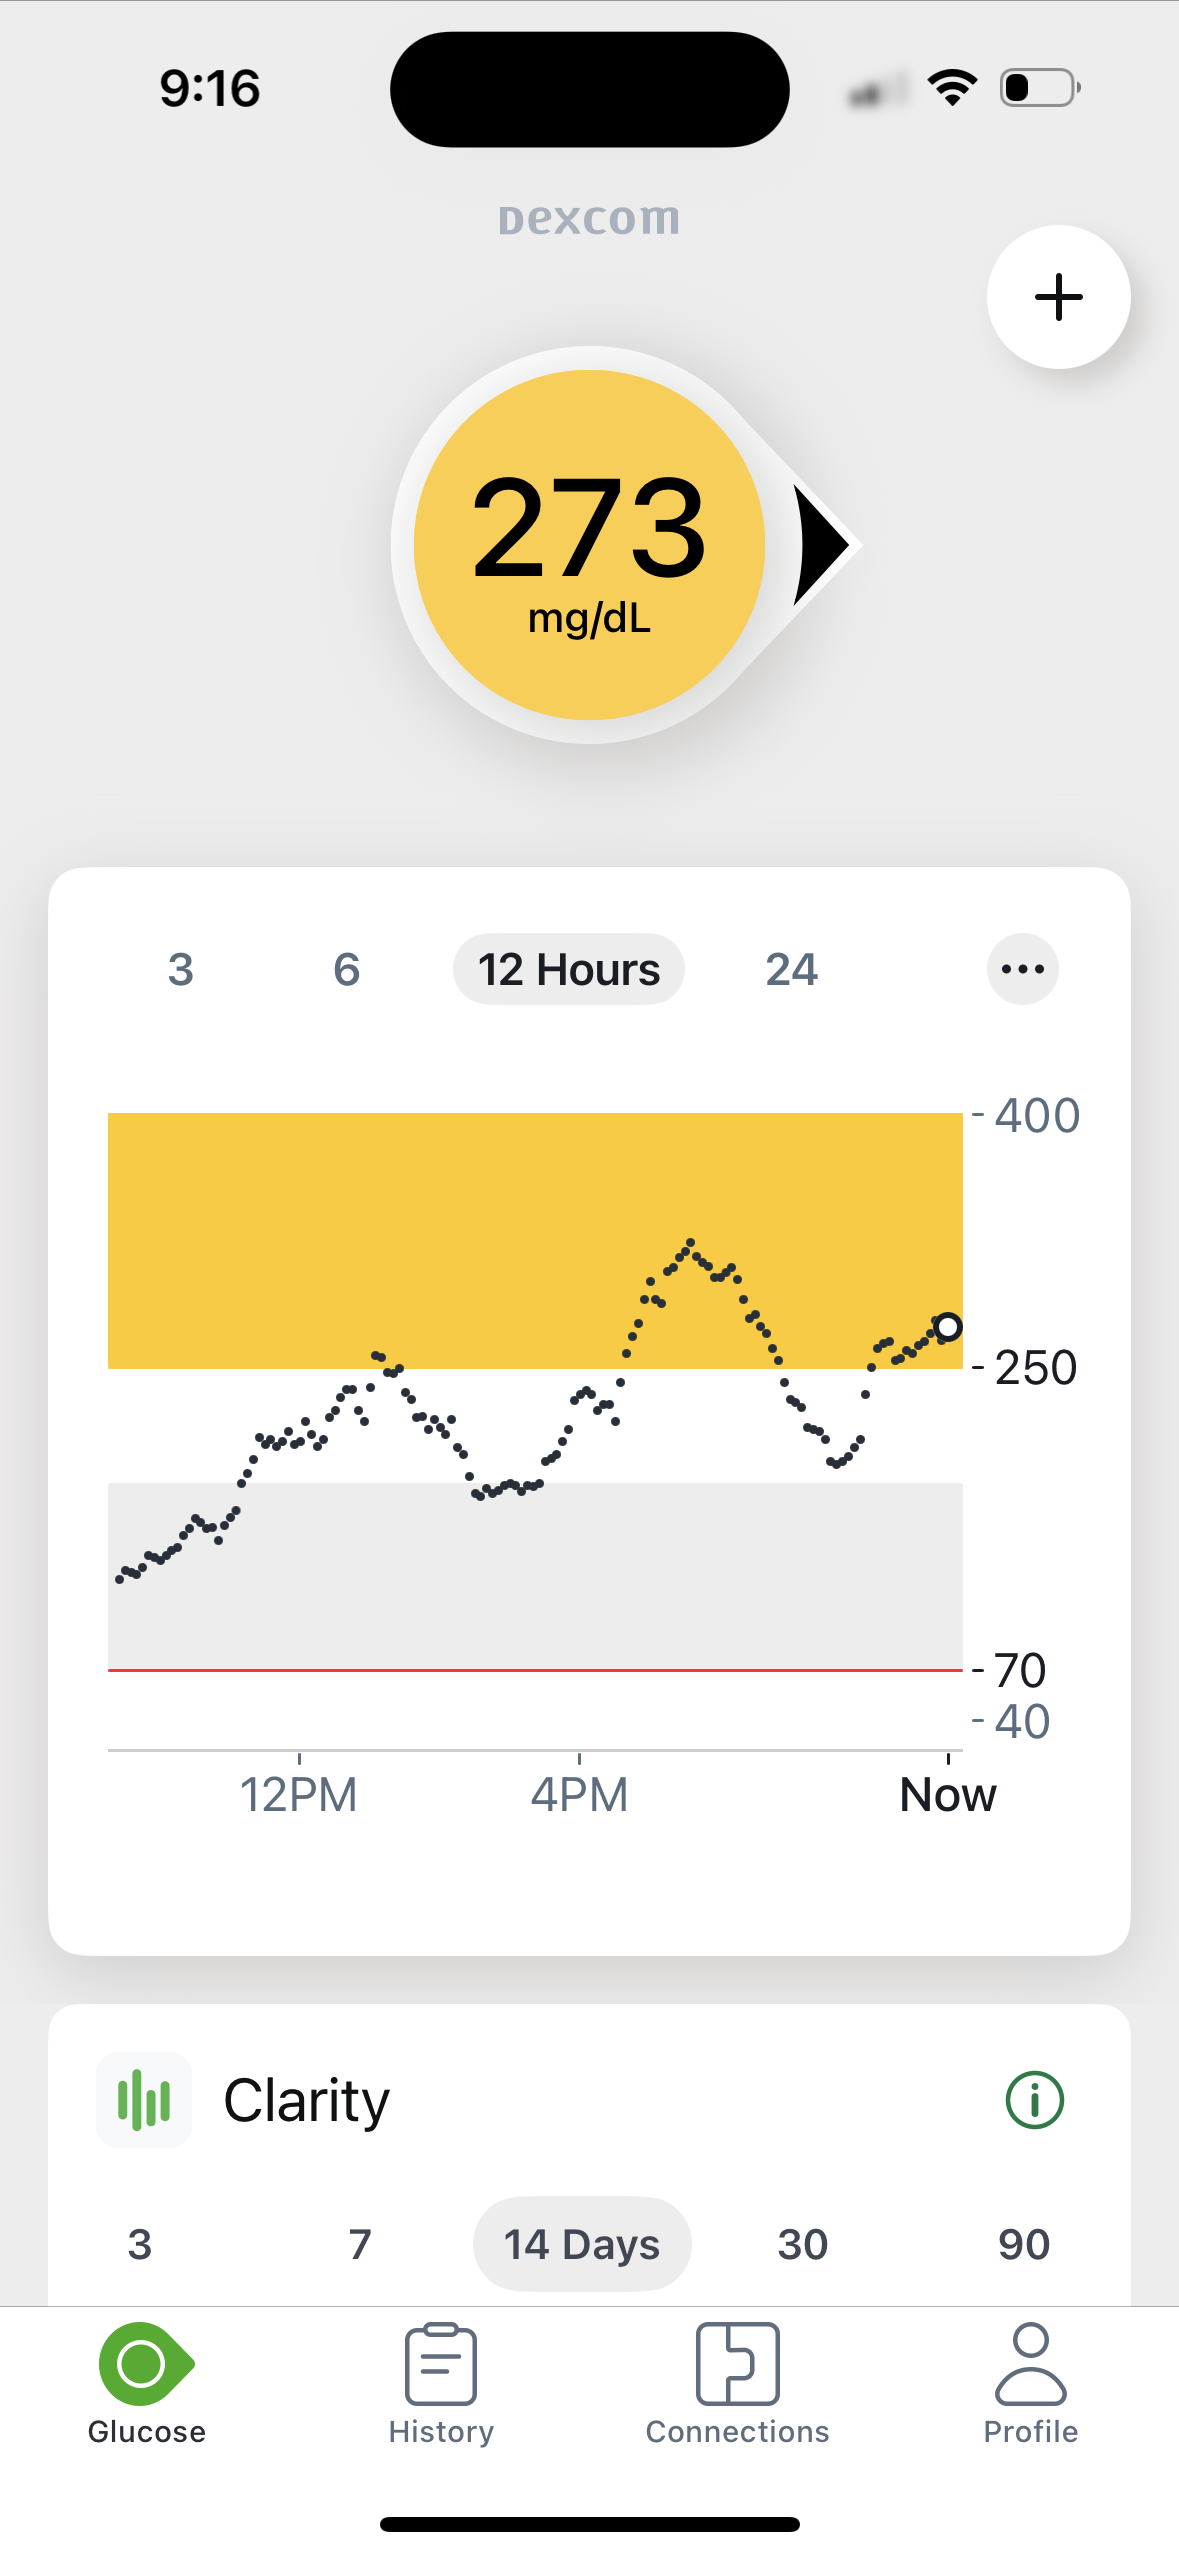 9:16
Dexcom
273
mg/dL
3 6 12 Hours 24
400
250
70
40
12PM 4PM Now
Clarity
3 7 14 Days 30 90
Glucose History Connections Profile